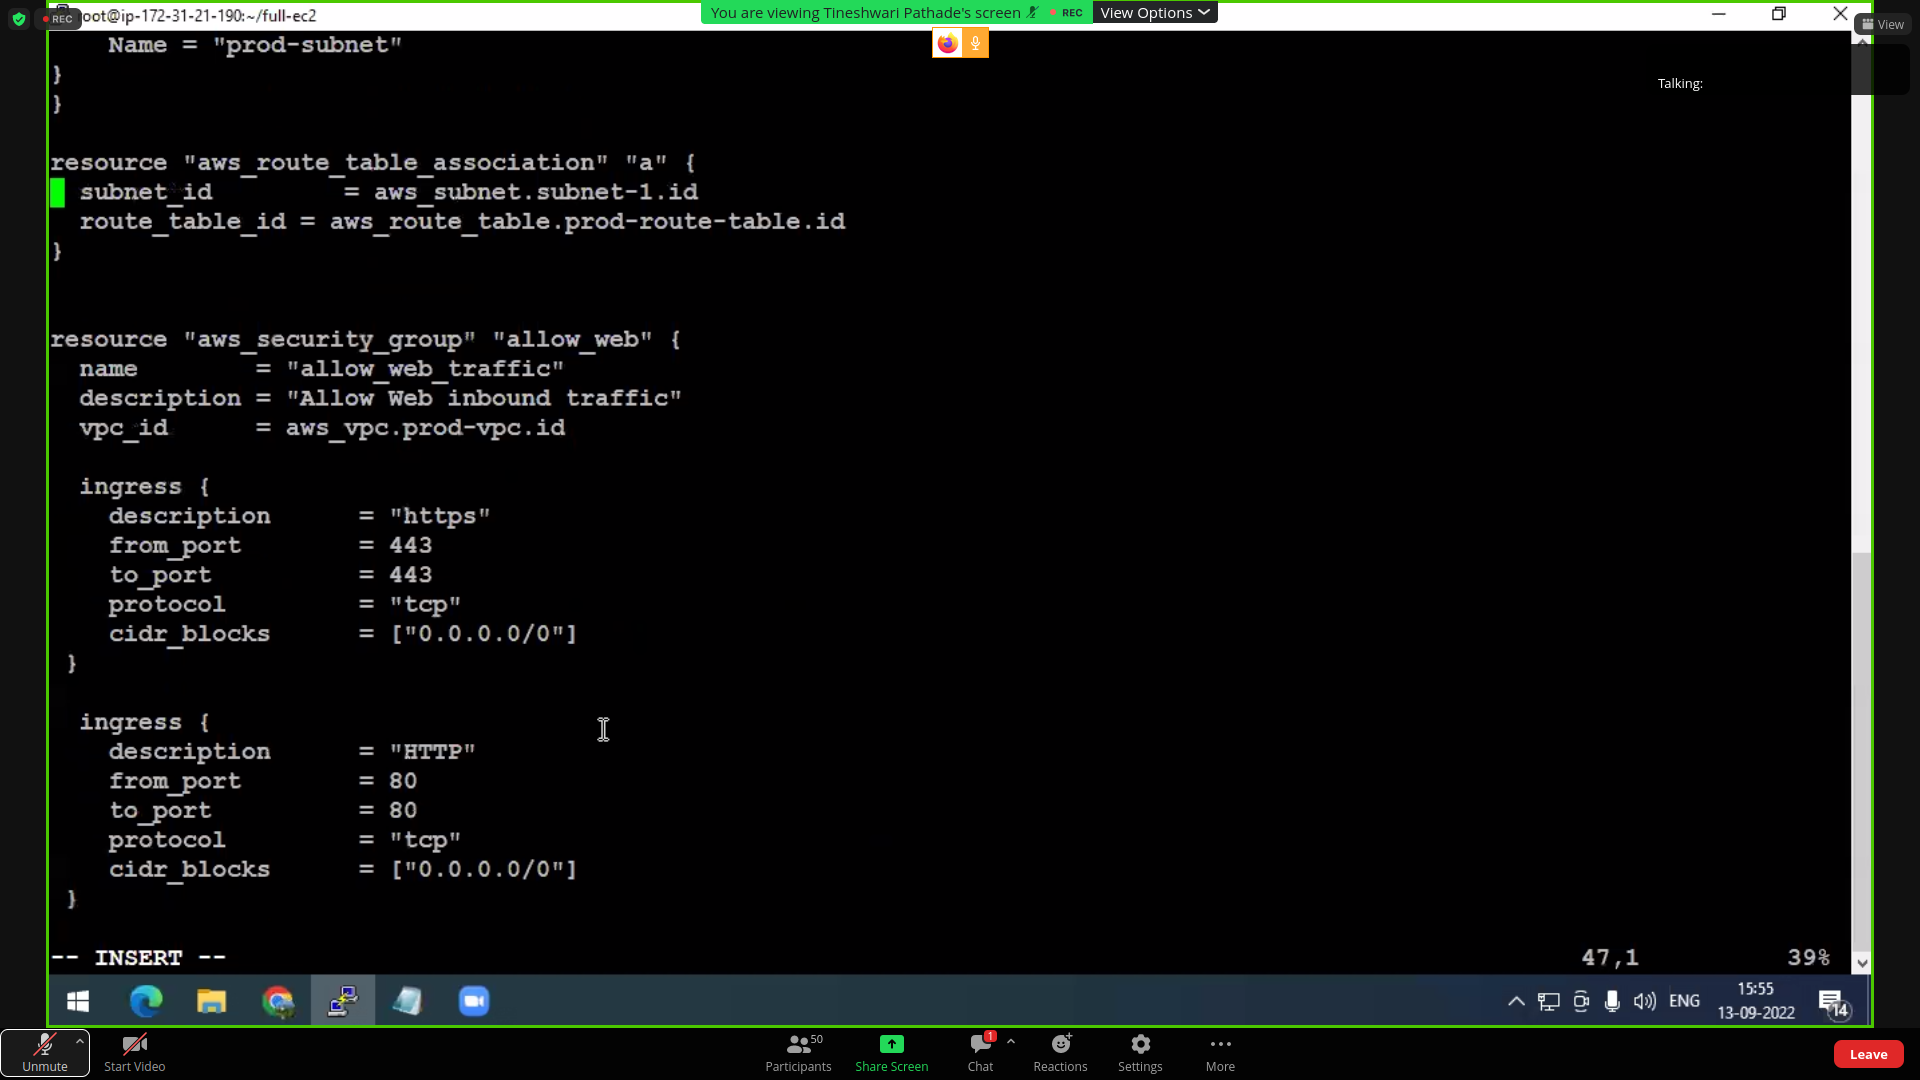 root@ip-172-31-21-190:~/full-ec2
REC
You are viewing Tineshwari Pathade's screen
REC
View Options
View
Talking:
Name = "prod-subnet"
}
}
resource "aws_route_table_association" "a" {
subnet_id         = aws_subnet.subnet-1.id
route_table_id = aws_route_table.prod-route-table.id
}
resource "aws_security_group" "allow_web" {
name        = "allow_web_traffic"
description = "Allow Web inbound traffic"
vpc_id      = aws_vpc.prod-vpc.id
ingress {
description      = "https"
from_port        = 443
to_port          = 443
protocol         = "tcp"
cidr_blocks      = ["0.0.0.0/0"]
}
ingress {
description      = "HTTP"
from_port        = 80
to_port          = 80
protocol         = "tcp"
cidr_blocks      = ["0.0.0.0/0"]
}
-- INSERT --
47,1
39%
ENG
15:55
13-09-2022
14
Unmute
Start Video
50
Participants
Share Screen
1
Chat
Reactions
Settings
More
Leave